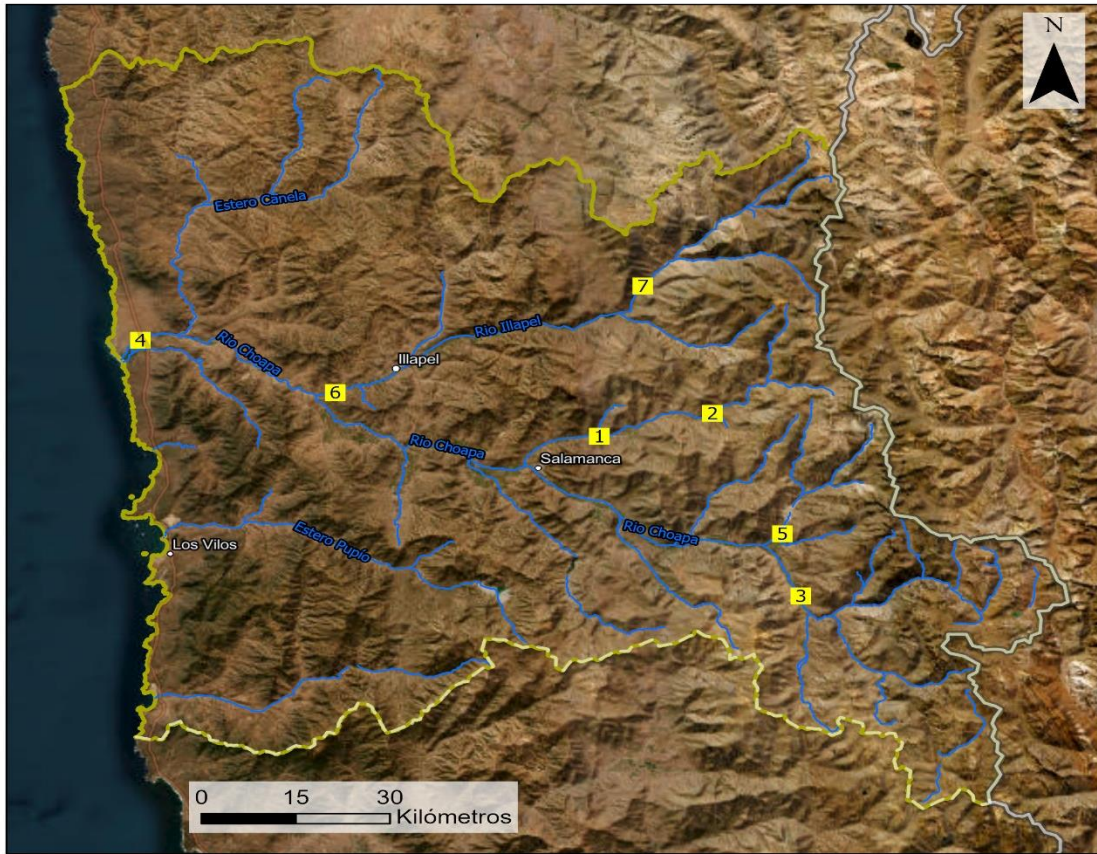 N
Estero Canela
7
4
Rio Choapa
Rio Illapel
Illapel
6
2
Rio Choapa
1
Salamanca
Los Vilos
Estero Pupío
Rio Choapa
5
3
0 15 30
Kilómetros